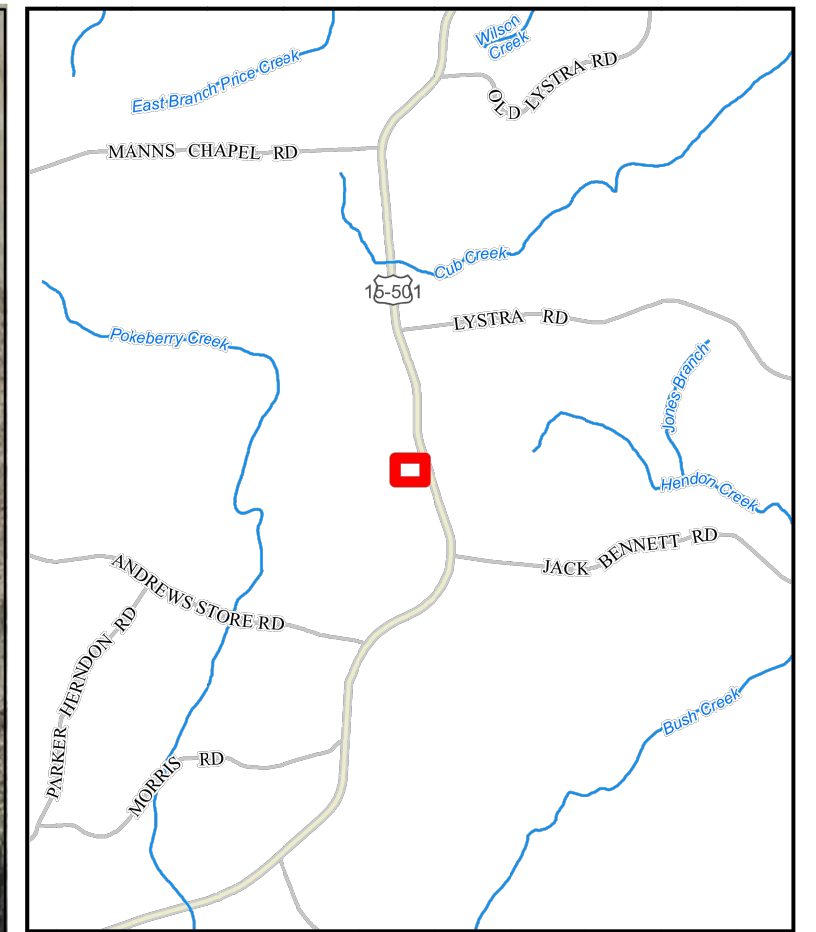 Wilson
Creek
East Branch Price Creek
OLD LYSTRA RD
MANNS CHAPEL RD
Cub Creek
15-501
LYSTRA RD
Pokeberry Creek
Jones Branch
Hendon Creek
JACK BENNETT RD
ANDREWS STORE RD
PARKER HERNDON RD
Bush Creek
MORRIS RD